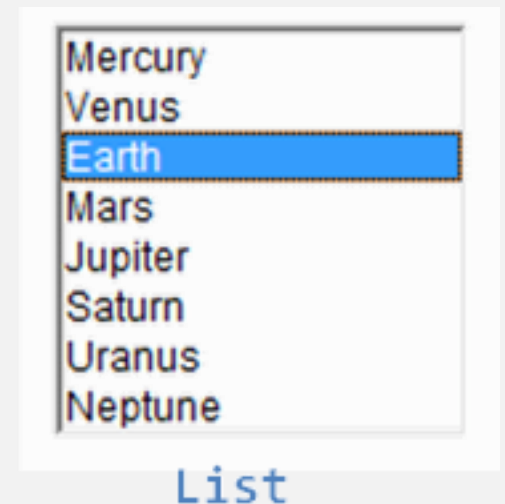 Mercury
Venus
Earth
Mars
Jupiter
Saturn
Uranus
Neptune
List